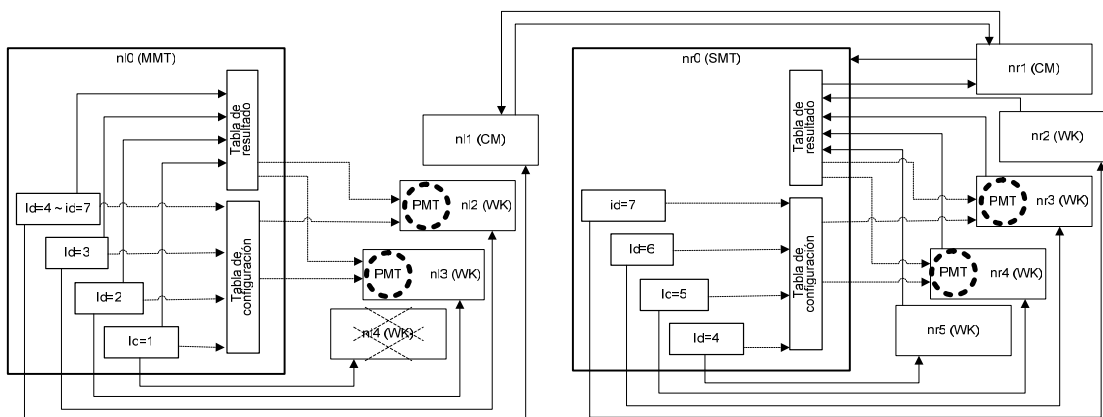 nl0 (MMT)
Tabla de
resultado
Id=4 ~ id=7
Id=3
Id=2
Ic=1
Tabla de
configuración
nl1 (CM)
PMT
nl2 (WK)
PMT
nl3 (WK)
nl4 (WK)
nr0 (SMT)
Tabla de
resultado
id=7
Id=6
Ic=5
Id=4
Tabla de
configuración
nr1 (CM)
nr2 (WK)
PMT
nr3 (WK)
PMT
nr4 (WK)
nr5 (WK)